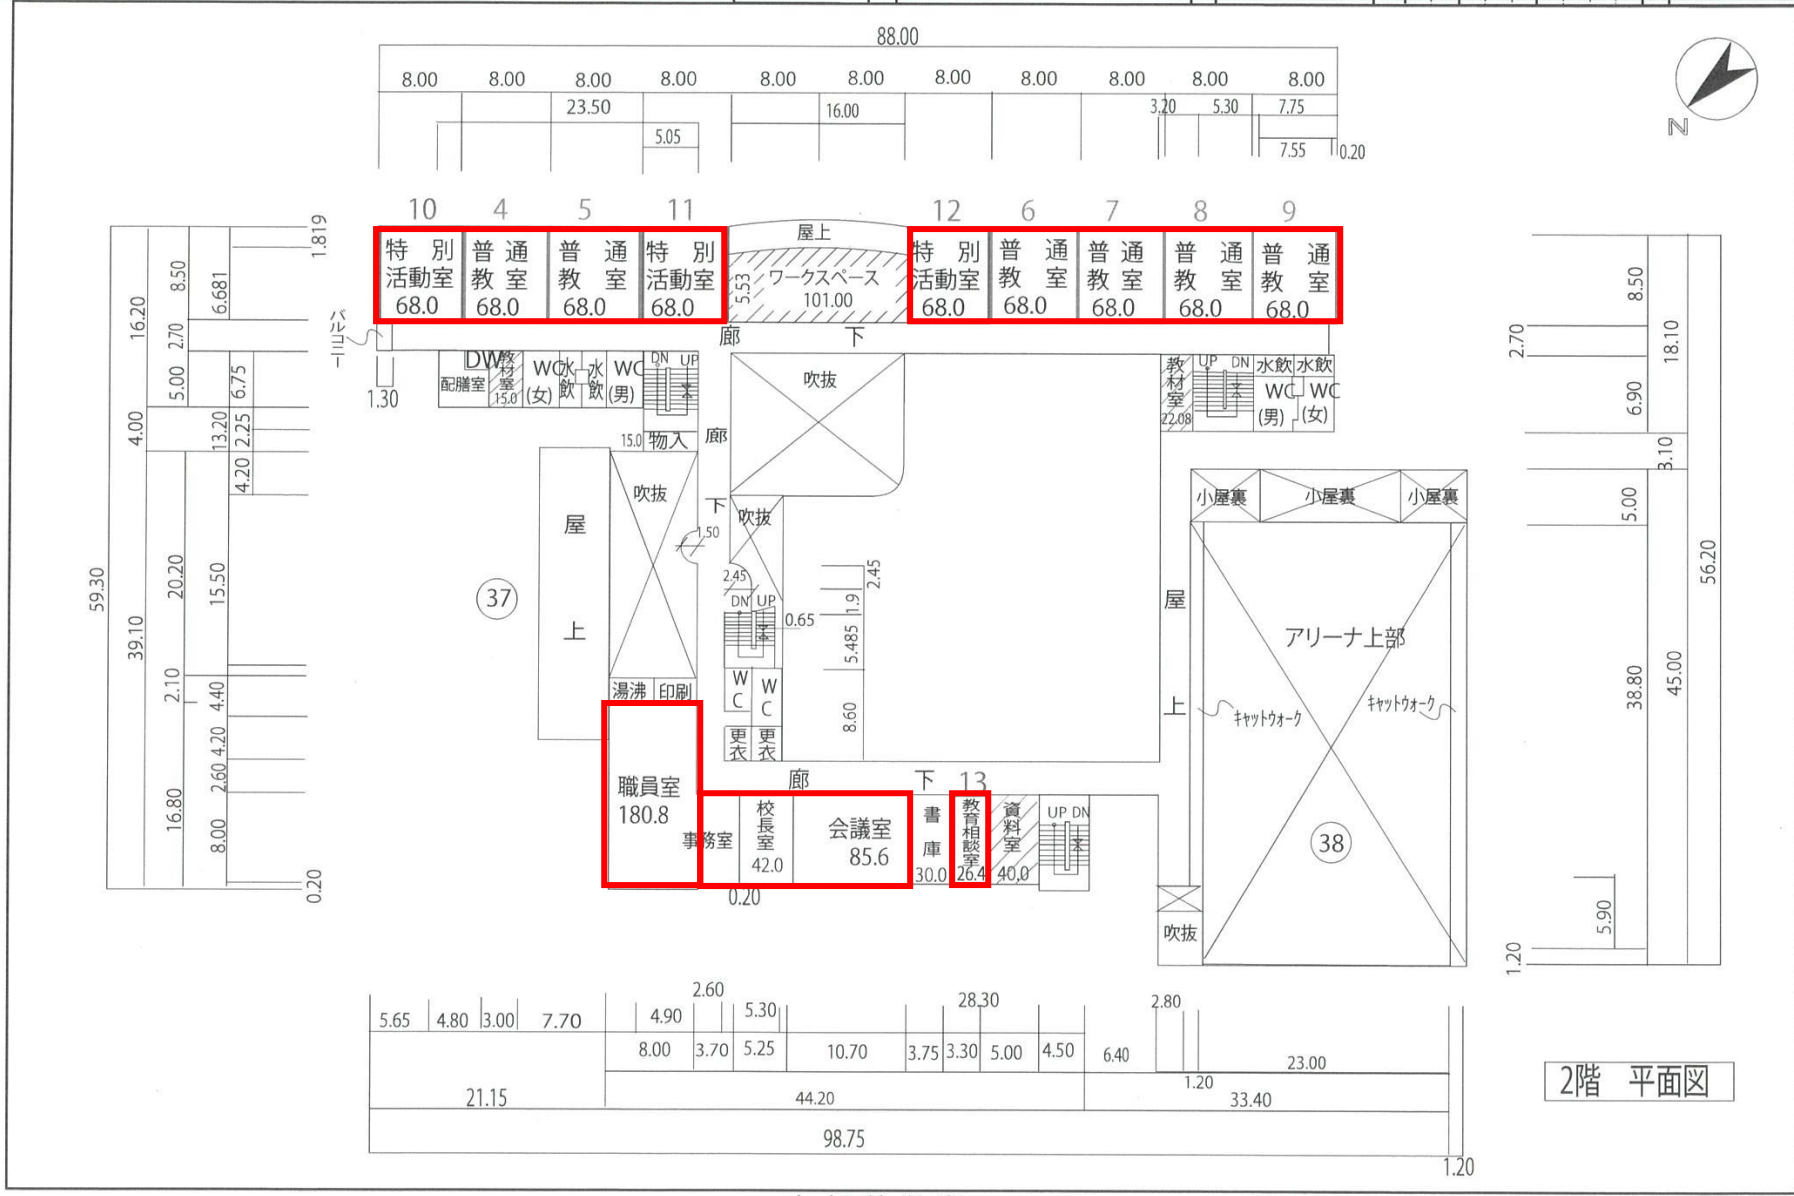 88.00
8.00 8.00 8.00 8.00 8.00 8.00 8.00 8.00 8.00 8.00 8.00
23.50 16.00 3.20 5.30 7.75
5.05 7.55 0.20
N
10 4 5 11 12 6 7 8 9
特別
活動室
68.0
普通
教室
68.0
普通
教室
68.0
特別
活動室
68.0
屋上
ワークスペース
101.00
5.53
特別
活動室
68.0
普通
教室
68.0
普通
教室
68.0
普通
教室
68.0
普通
教室
68.0
廊下
バルコニー
1.30
DW
配膳室
教材室
15.0
WC
(女)
水飲
水飲
WC
(男)
DN UP
吹抜
教材室
22.08
UP DN
水飲 水飲
WC
(男)
WC
(女)
15.0 物入
廊下
吹抜
吹抜
1.50
2.45
DN UP
0.65
2.45
1.9
5.485
8.60
屋上
37
湯沸 印刷
WC
WC
更衣
更衣
小屋裏 小屋裏 小屋裏
屋上
アリーナ上部
キャットウォーク
キャットウォーク
38
吹抜
職員室
180.8
廊下
13
事務室
校長室
42.0
会議室
85.6
書庫
30.0
教育相談室
26.4
資料室
40.0
UP DN
0.20
59.30
16.20
4.00
39.10
8.50
2.70
5.00
20.20
2.10
16.80
6.681
6.75
13.20
2.25
4.20
15.50
4.40
4.20
2.60
8.00
1.819
0.20
2.70
8.50
18.10
6.90
3.10
5.00
56.20
38.80
45.00
5.90
1.20
2.60 28.30 2.80
5.65 4.80 3.00 7.70 4.90 5.30
8.00 3.70 5.25 10.70 3.75 3.30 5.00 4.50 6.40 23.00
1.20
21.15 44.20 33.40
98.75
1.20
2階 平面図